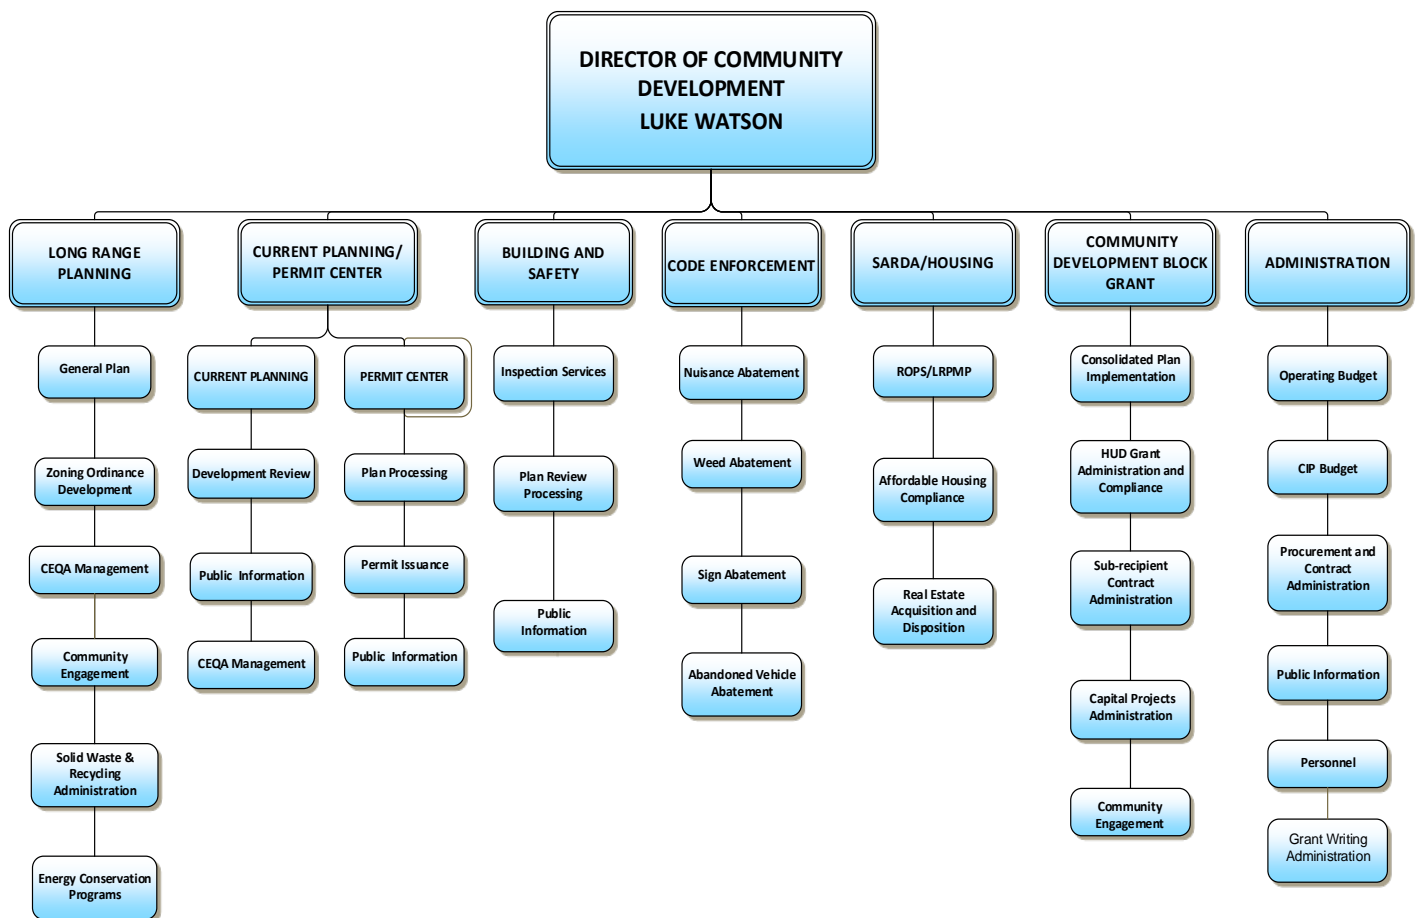 DIRECTOR OF COMMUNITY
DEVELOPMENT
LUKE WATSON
LONG RANGE
PLANNING
General Plan
Zoning Ordinance
Development
CEQA Management
Community
Engagement
Solid Waste &
Recycling
Administration
Energy Conservation
Programs
CURRENT PLANNING/
PERMIT CENTER
CURRENT PLANNING
Development Review
Public Information
CEQA Management
PERMIT CENTER
Plan Processing
Permit Issuance
Public Information
BUILDING AND
SAFETY
Inspection Services
Plan Review
Processing
Public
Information
CODE ENFORCEMENT
Nuisance Abatement
Weed Abatement
Sign Abatement
Abandoned Vehicle
Abatement
SARDA/HOUSING
ROPS/LRPMP
Affordable Housing
Compliance
Real Estate
Acquisition and
Disposition
COMMUNITY
DEVELOPMENT BLOCK
GRANT
Consolidated Plan
Implementation
HUD Grant
Administration and
Compliance
Sub-recipient
Contract
Administration
Capital Projects
Administration
Community
Engagement
ADMINISTRATION
Operating Budget
CIP Budget
Procurement and
Contract
Administration
Public Information
Personnel
Grant Writing
Administration